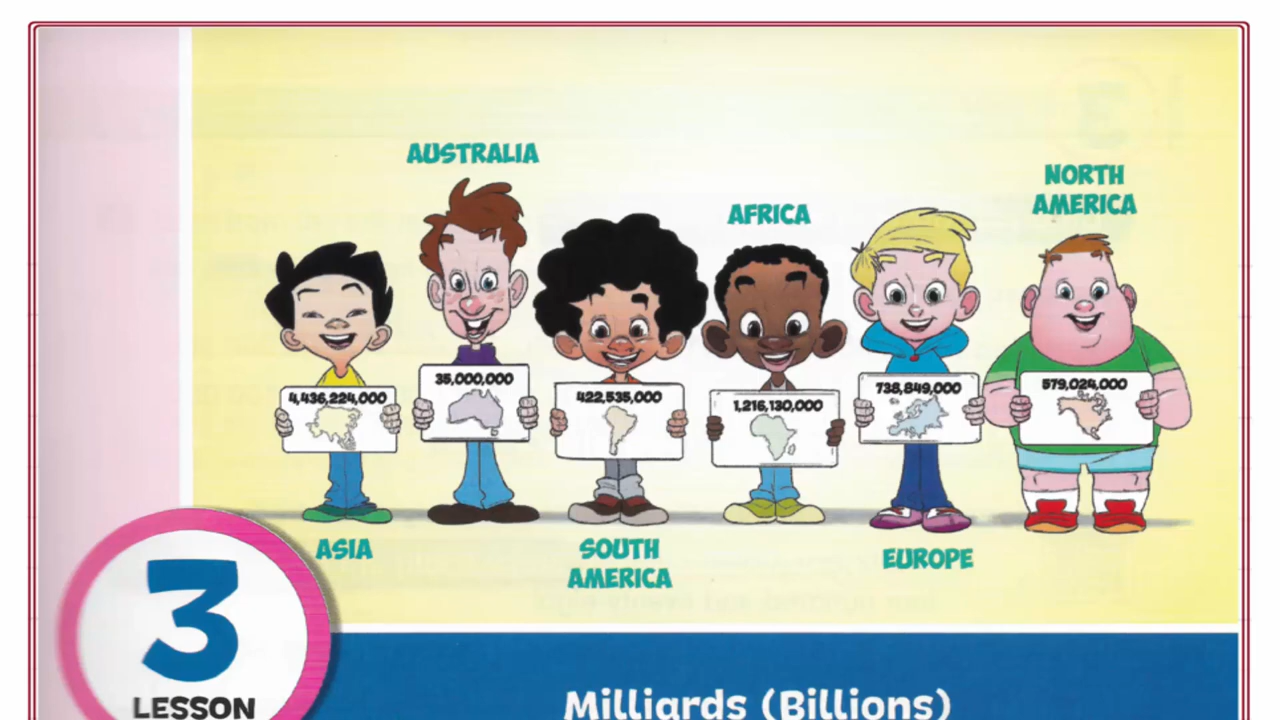 AUSTRALIA
NORTH
AMERICA
AFRICA
4,436,224,000
35,000,000
422,535,000
1,216,130,000
738,849,000
579,024,000
ASIA
SOUTH
AMERICA
EUROPE
3
LESSON
Milliards (Billions)